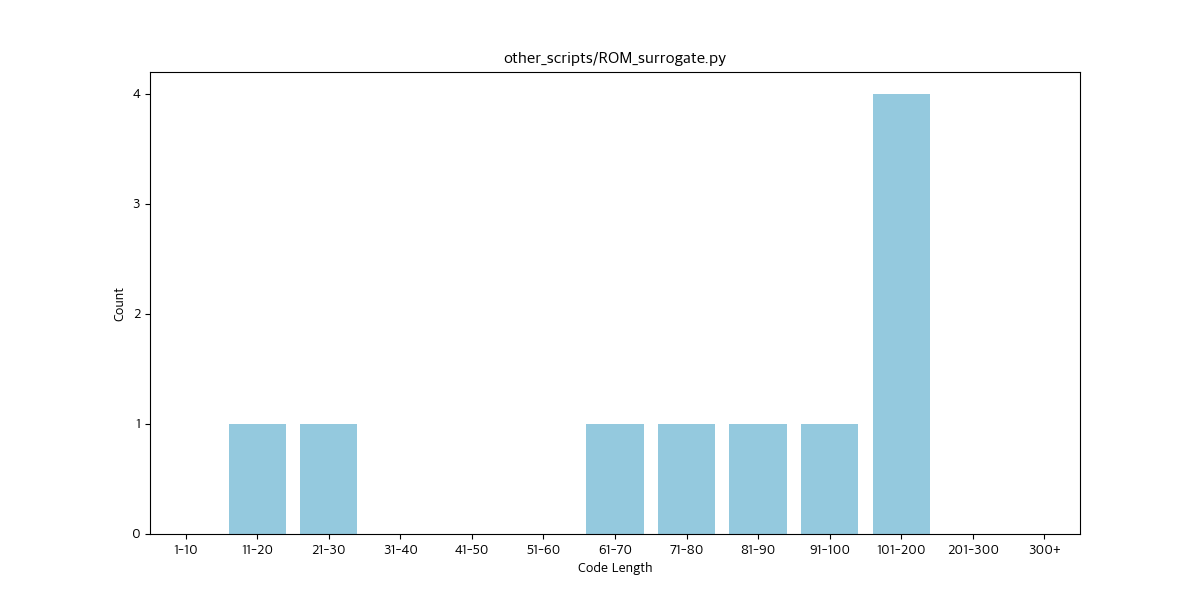 other_scripts/ROM_surrogate.py
4
3
2
1
0
Count
1-10 11-20 21-30 31-40 41-50 51-60 61-70 71-80 81-90 91-100 101-200 201-300 300+
Code Length